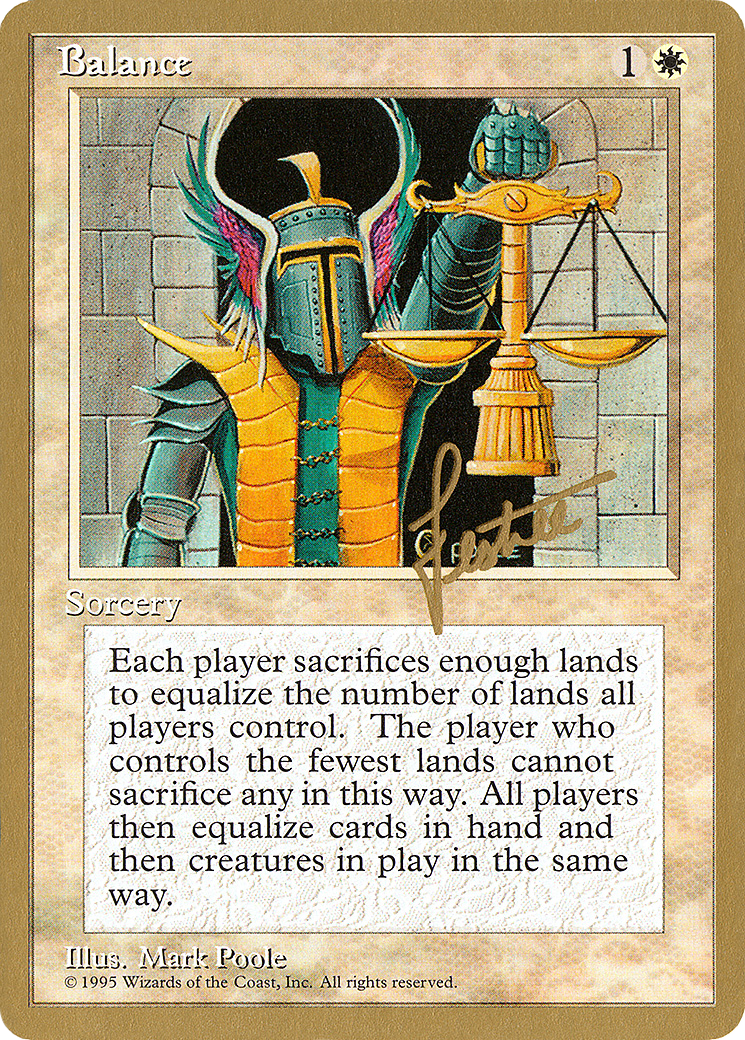 Balance 1
Sorcery
Each player sacrifices enough lands
to equalize the number of lands all
players control. The player who
controls the fewest lands cannot
sacrifice any in this way. All players
then equalize cards in hand and
then creatures in play in the same
way.
Illus. Mark Poole
© 1995 Wizards of the Coast, Inc. All rights reserved.